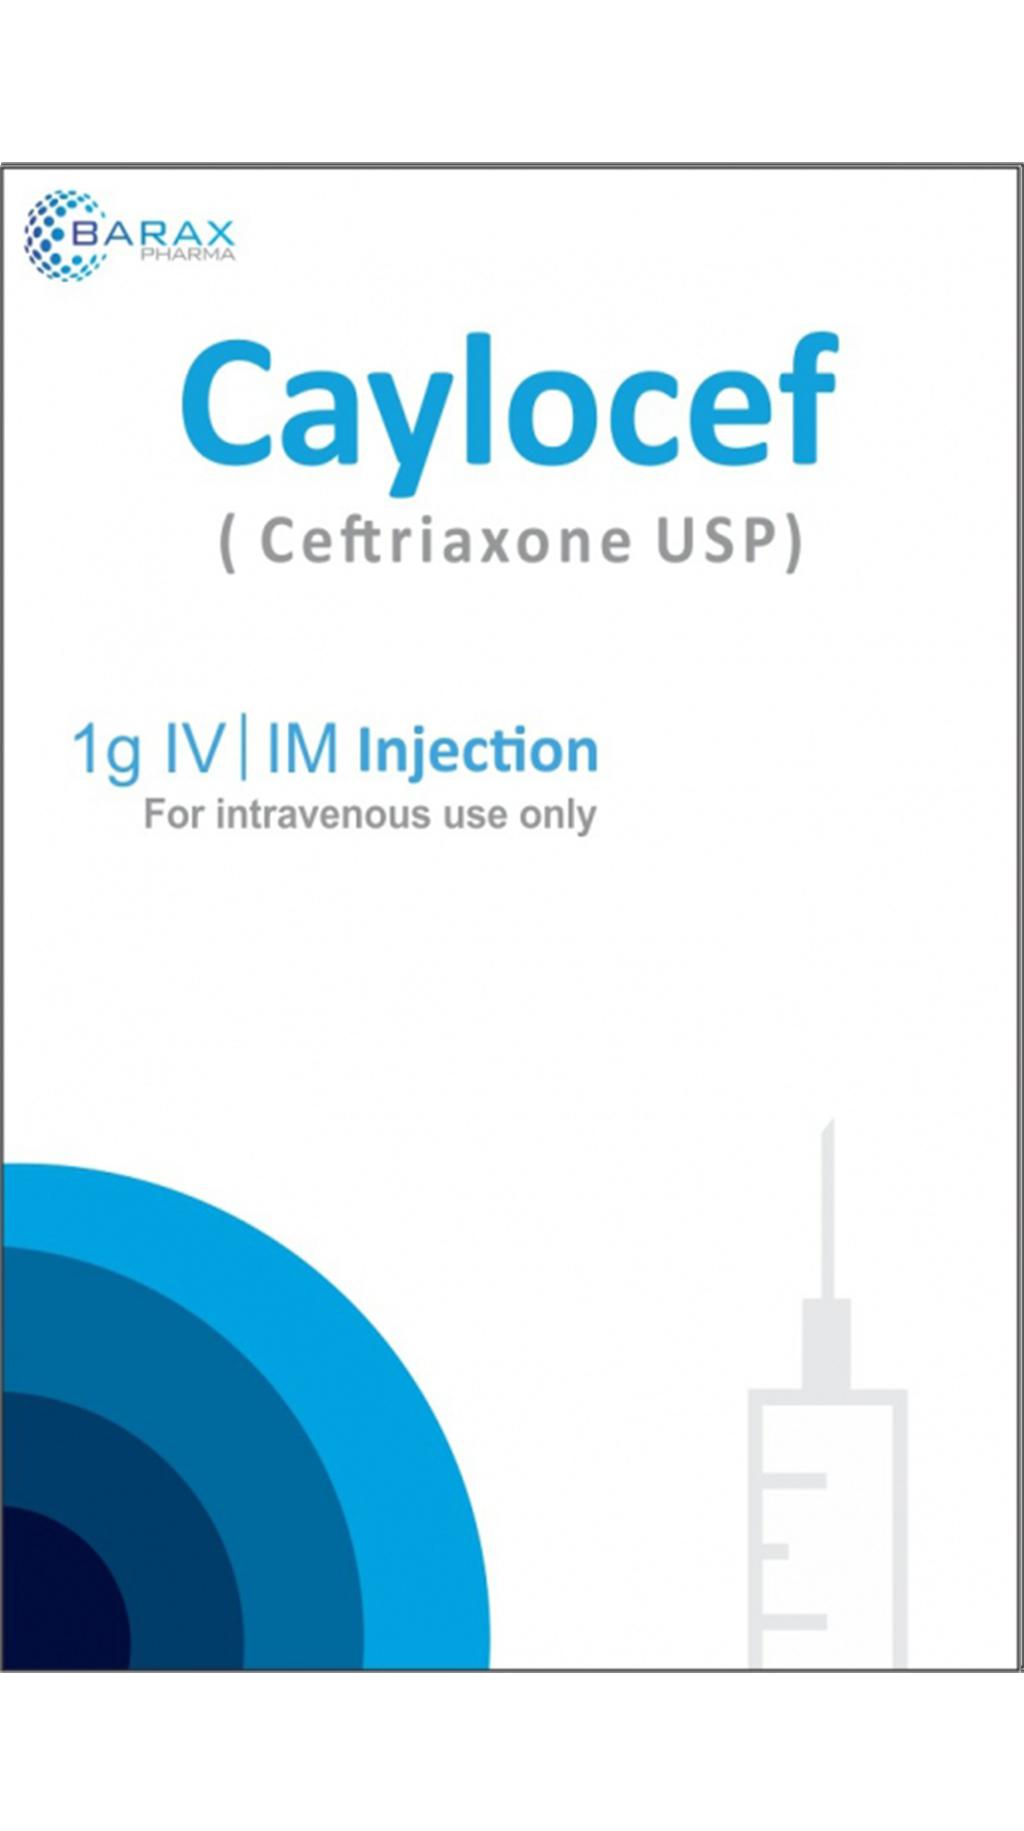 BARAX
PHARMA
Caylocef
( Ceftriaxone USP)
1g IV| IM Injection
For intravenous use only